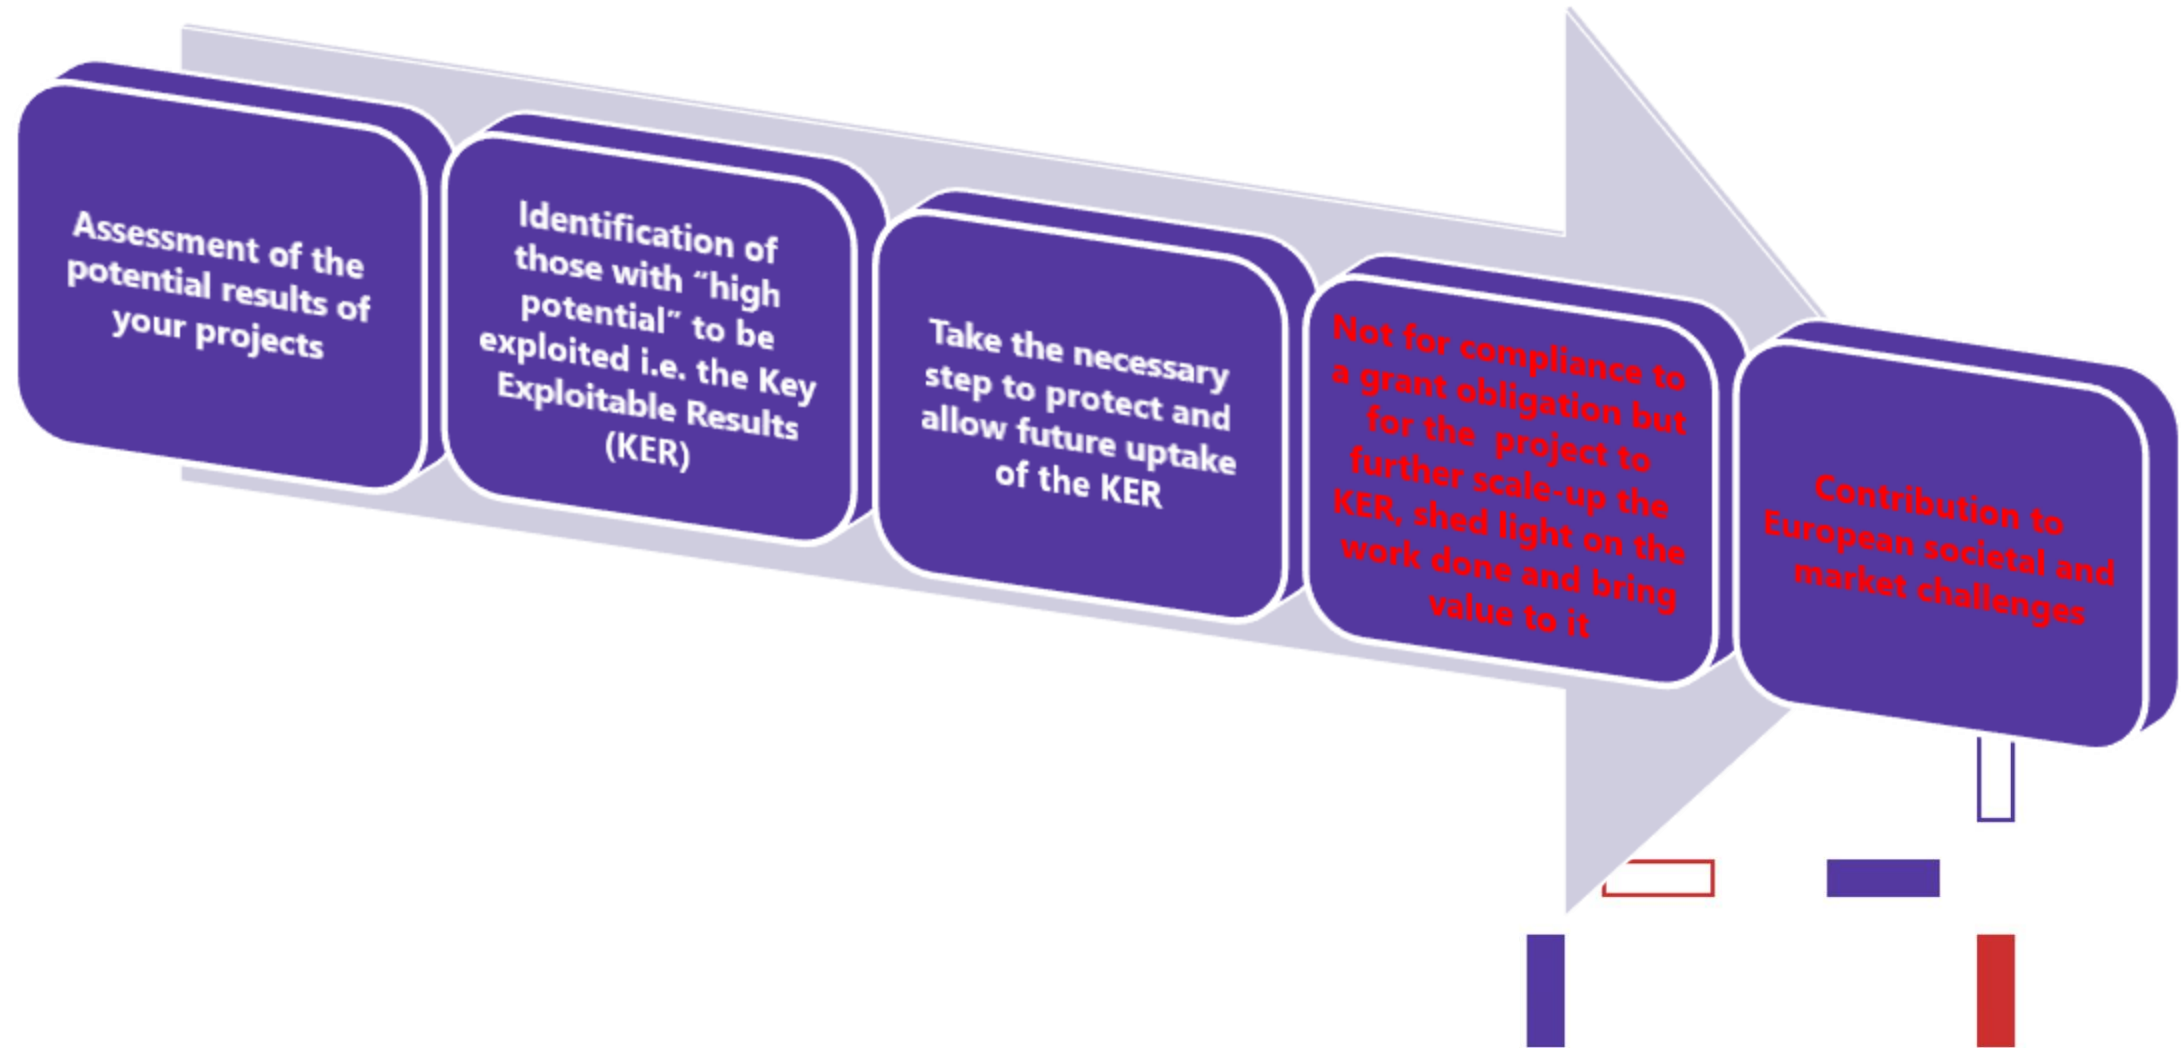 Assessment of the
potential results of
your projects
Identification of
those with “high
potential” to be
exploited i.e. the Key
Exploitable Results
(KER)
Take the necessary
step to protect and
allow future uptake
of the KER
Not for compliance to
a grant obligation but
for the  project to
further scale-up the
KER, shed light on the
work done and bring
value to it
Contribution to
European societal and
market challenges